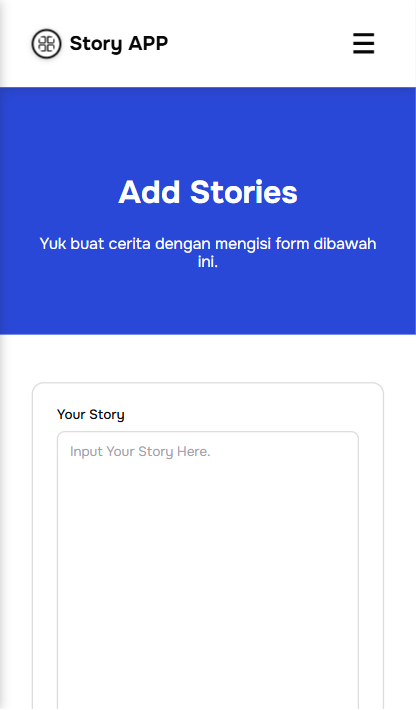 Story APP
Add Stories
Yuk buat cerita dengan mengisi form dibawah
ini.
Your Story
Input Your Story Here.